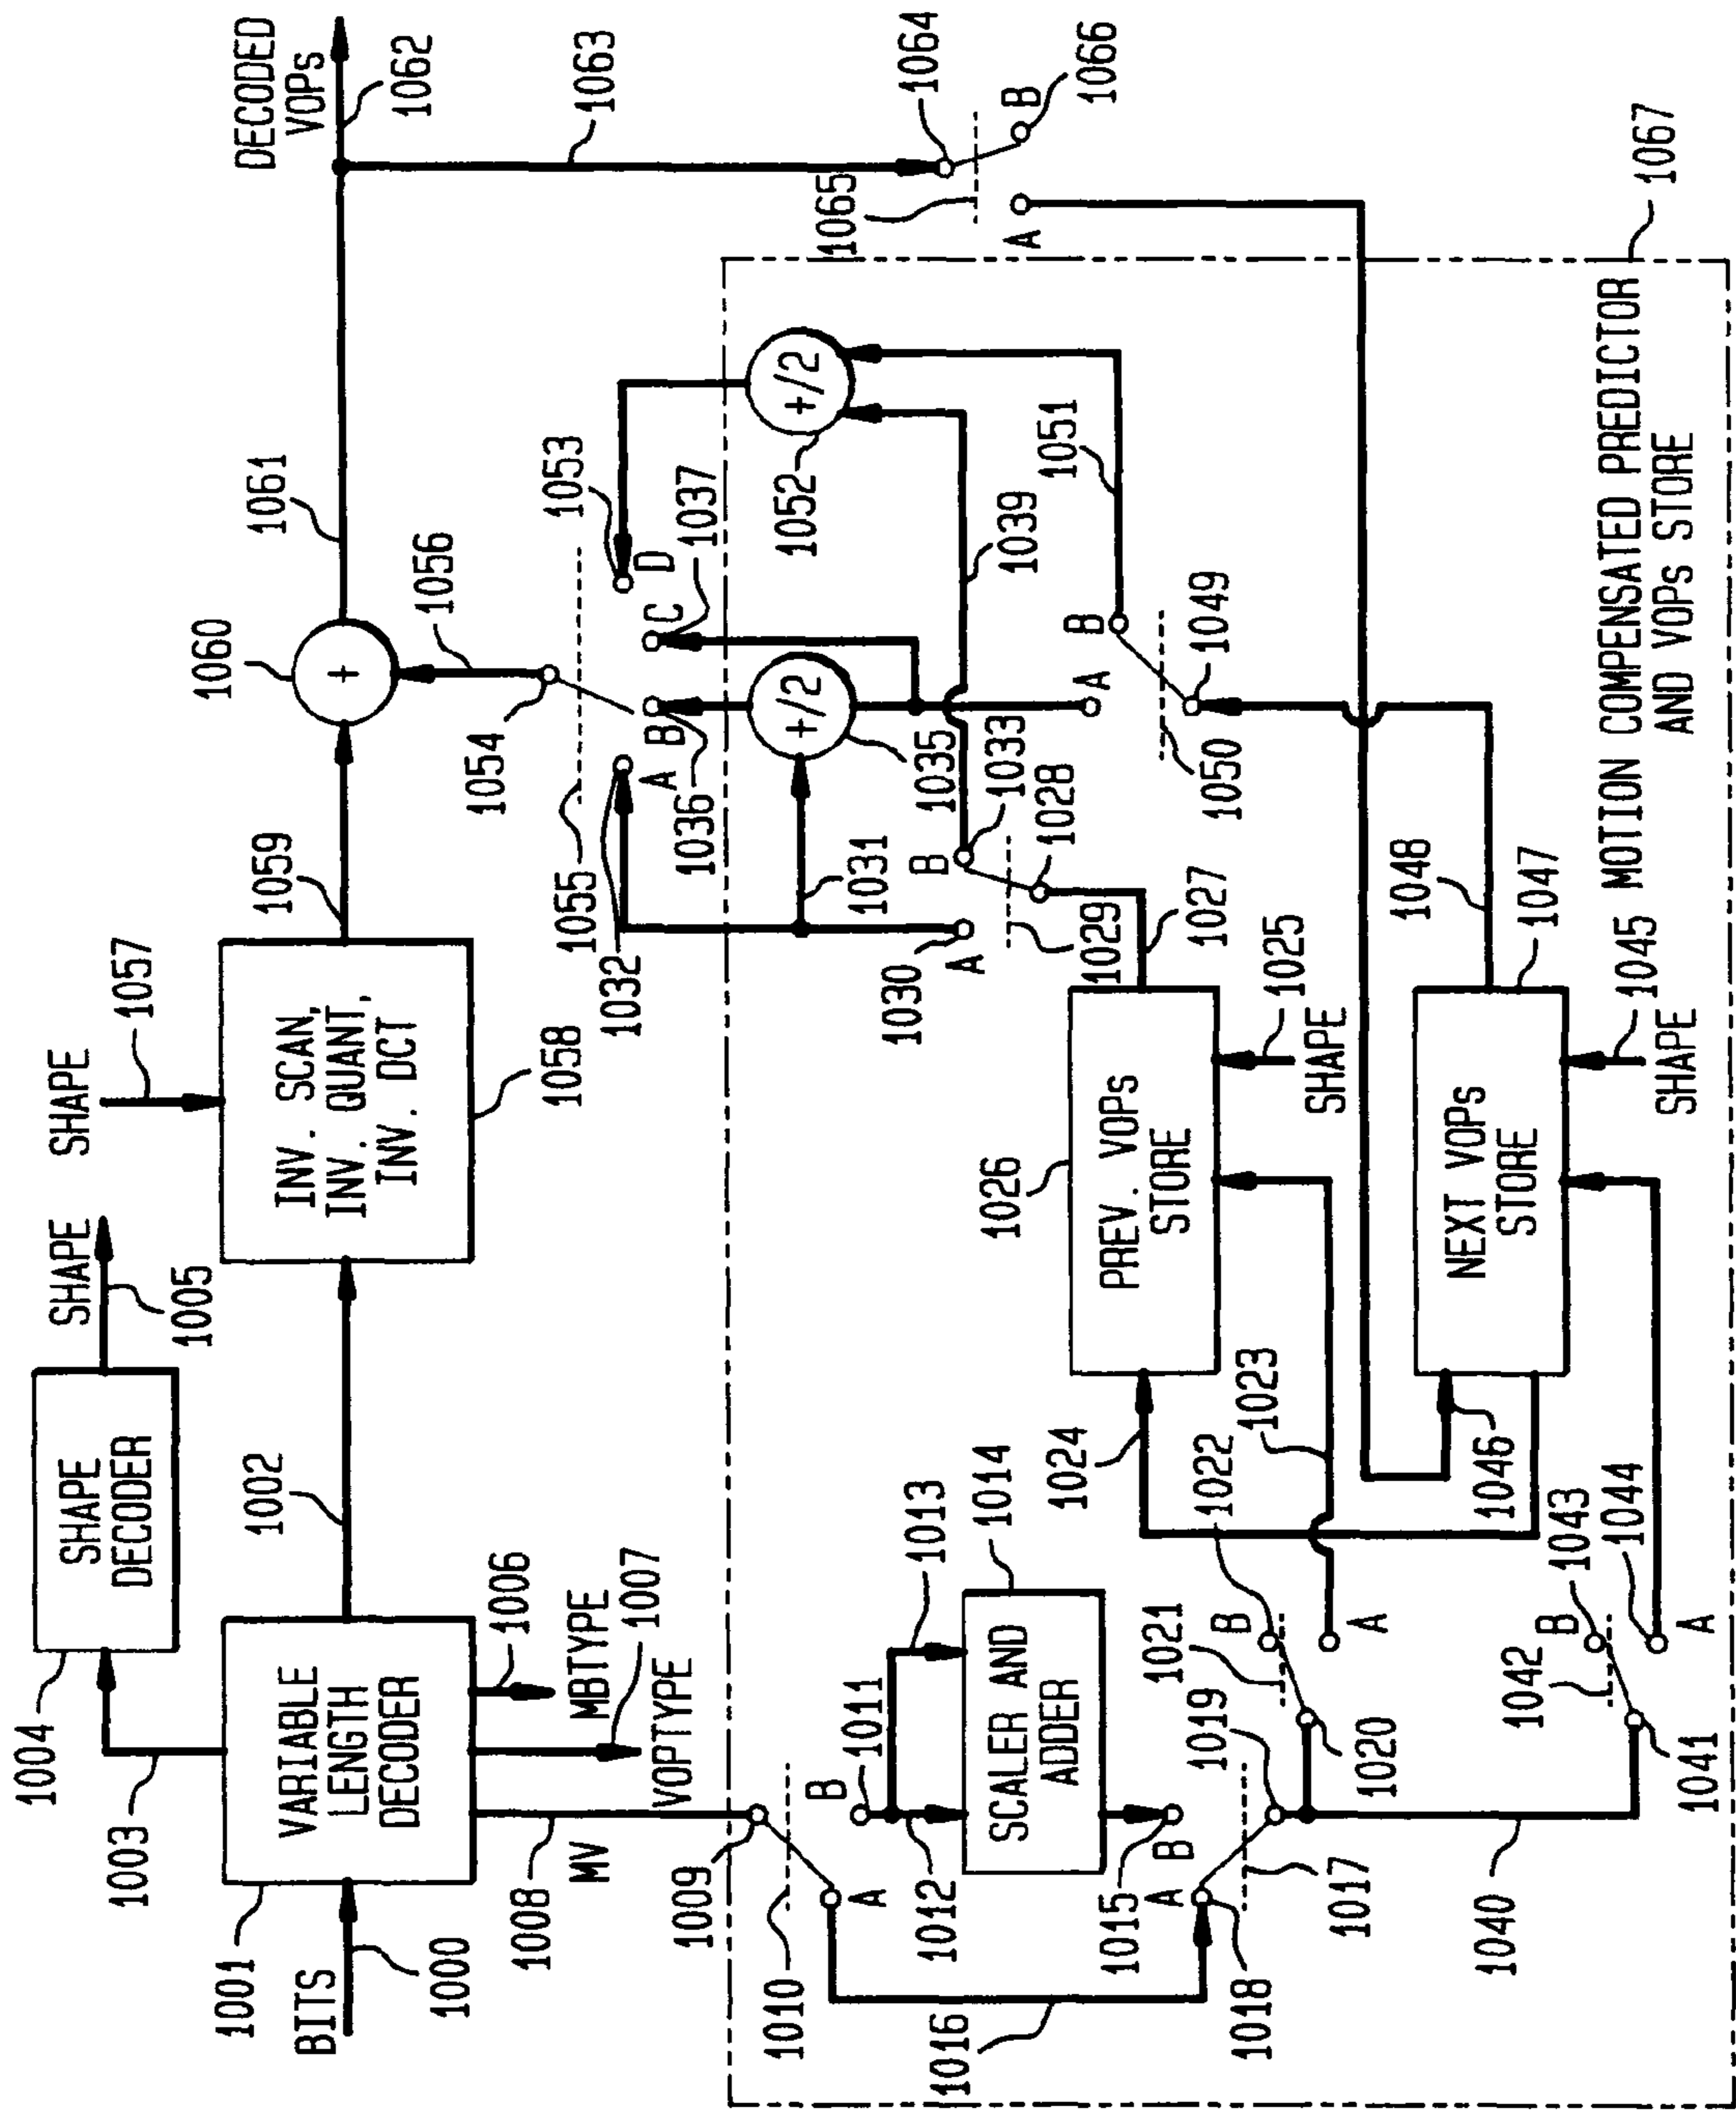 BITS
1000
1001
VARIABLE
LENGTH
DECODER
1002
1003
1004
SHAPE
DECODER
SHAPE
1005
1006
MBTYPE
1007
VOPTYPE
1008
MV
SHAPE
1057
INV. SCAN,
INV. QUANT,
INV. DCT
1058
1059
1060
+
1061
DECODED
VOPs
1062
1063
1064
1065
A
B
1066
1056
1054
1055
1032
A
B
1036
C
1037
D
1053
1009
1010
A
B
1011
1012
1013
SCALER AND
ADDER
1014
1015
B
1016
A
1018
1017
1019
1020
1021
B
1022
A
1023
1024
PREV. VOPs
STORE
1026
SHAPE
1025
1027
1028
1029
1030
A
B
1033
1031
+/2
1035
1039
+/2
1052
1051
A
B
1049
1050
1040
1041
1042
B
1043
A
1044
1046
NEXT VOPs
STORE
1047
SHAPE
1045
1048
MOTION COMPENSATED PREDICTOR
AND VOPs STORE
1067